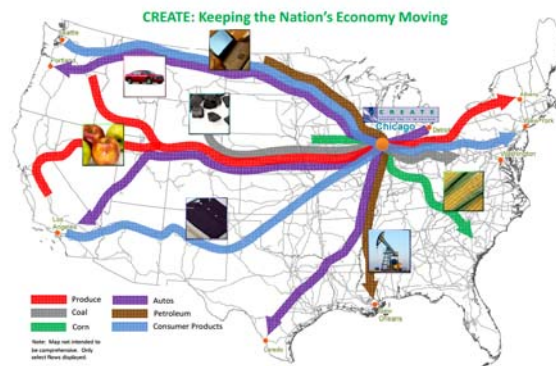 CREATE: Keeping the Nation's Economy Moving
Seattle
Portland
Albany
CREATE
Chicago
Detroit
New York
Washington
Los Angeles
Produce
Coal
Corn
Autos
Petroleum
Consumer Products
New
Orleans
Laredo
Note: Map not intended to
be comprehensive. Only
select flows displayed.